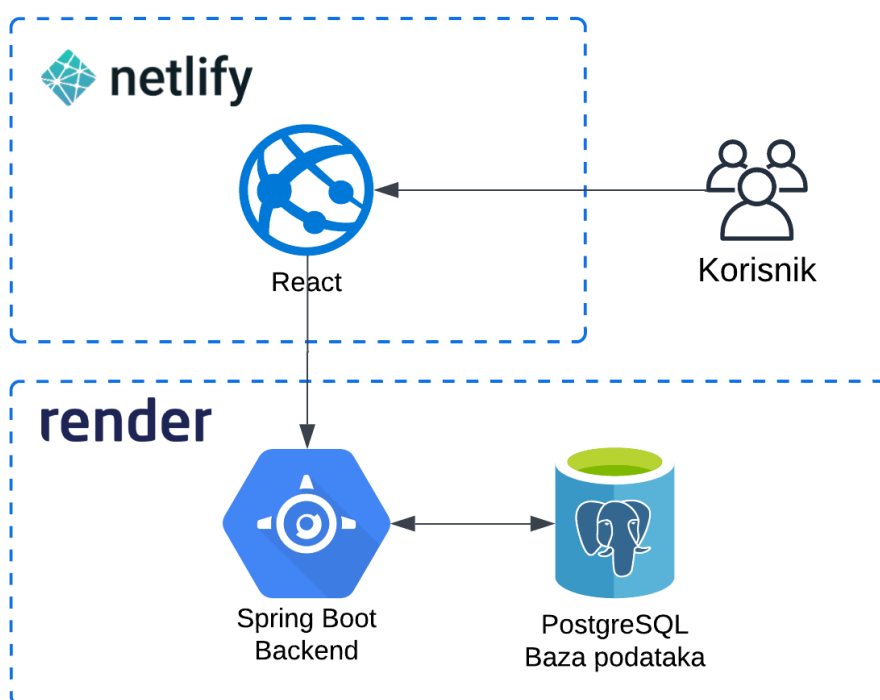 netlify
React
Korisnik
render
Spring Boot
Backend
PostgreSQL
Baza podataka